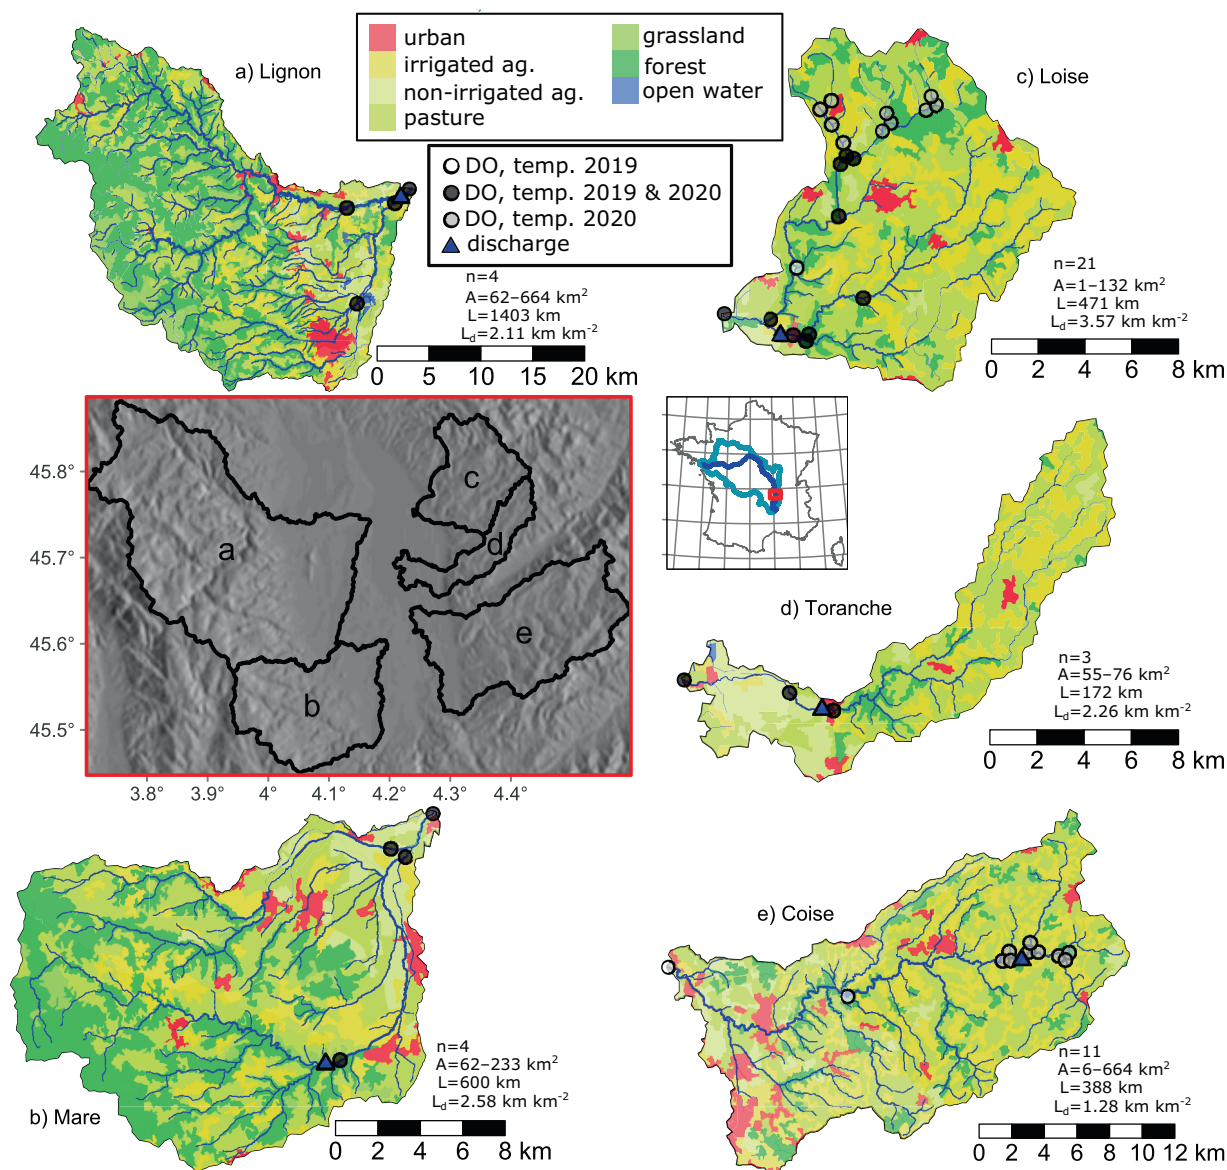 a) Lignon
urban
irrigated ag.
non-irrigated ag.
pasture
grassland
forest
open water
DO, temp. 2019
DO, temp. 2019 & 2020
DO, temp. 2020
discharge
n=4
A=62–664 km²
L=1403 km
Ld=2.11 km km⁻²
0 5 10 15 20 km
c) Loise
n=21
A=1–132 km²
L=471 km
Ld=3.57 km km⁻²
0 2 4 6 8 km
45.8°
45.7°
45.6°
45.5°
3.8° 3.9° 4° 4.1° 4.2° 4.3° 4.4°
a
b
c
d
e
d) Toranche
n=3
A=55–76 km²
L=172 km
Ld=2.26 km km⁻²
0 2 4 6 8 km
b) Mare
n=4
A=62–233 km²
L=600 km
Ld=2.58 km km⁻²
0 2 4 6 8 km
e) Coise
n=11
A=6–664 km²
L=388 km
Ld=1.28 km km⁻²
0 2 4 6 8 10 12 km